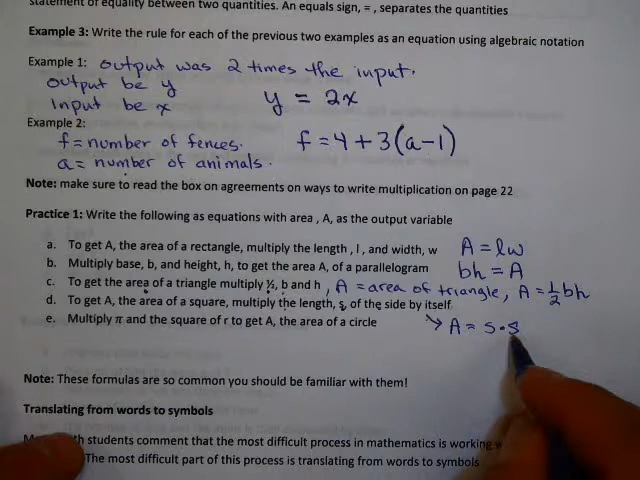 statement of equality between two quantities. An equals sign, = , separates the quantities
Example 3: Write the rule for each of the previous two examples as an equation using algebraic notation
Example 1: output was 2 times the input.
output be y
Input be x y = 2x
Example 2:
f = number of fences. f = 4 + 3(a-1)
a = number of animals.
Note: make sure to read the box on agreements on ways to write multiplication on page 22
Practice 1: Write the following as equations with area , A, as the output variable
a. To get A, the area of a rectangle, multiply the length, l , and width, w A = lw
b. Multiply base, b, and height, h, to get the area A, of a parallelogram bh = A
c. To get the area of a triangle multiply ½, b and h , A = area of triangle, A = 1/2 bh
d. To get A, the area of a square, multiply the length, s, of the side by itself.
e. Multiply π and the square of r to get A, the area of a circle → A = s · s
Note: These formulas are so common you should be familiar with them!
Translating from words to symbols
students comment that the most difficult process in mathematics is working
The most difficult part of this process is translating from words to symbols